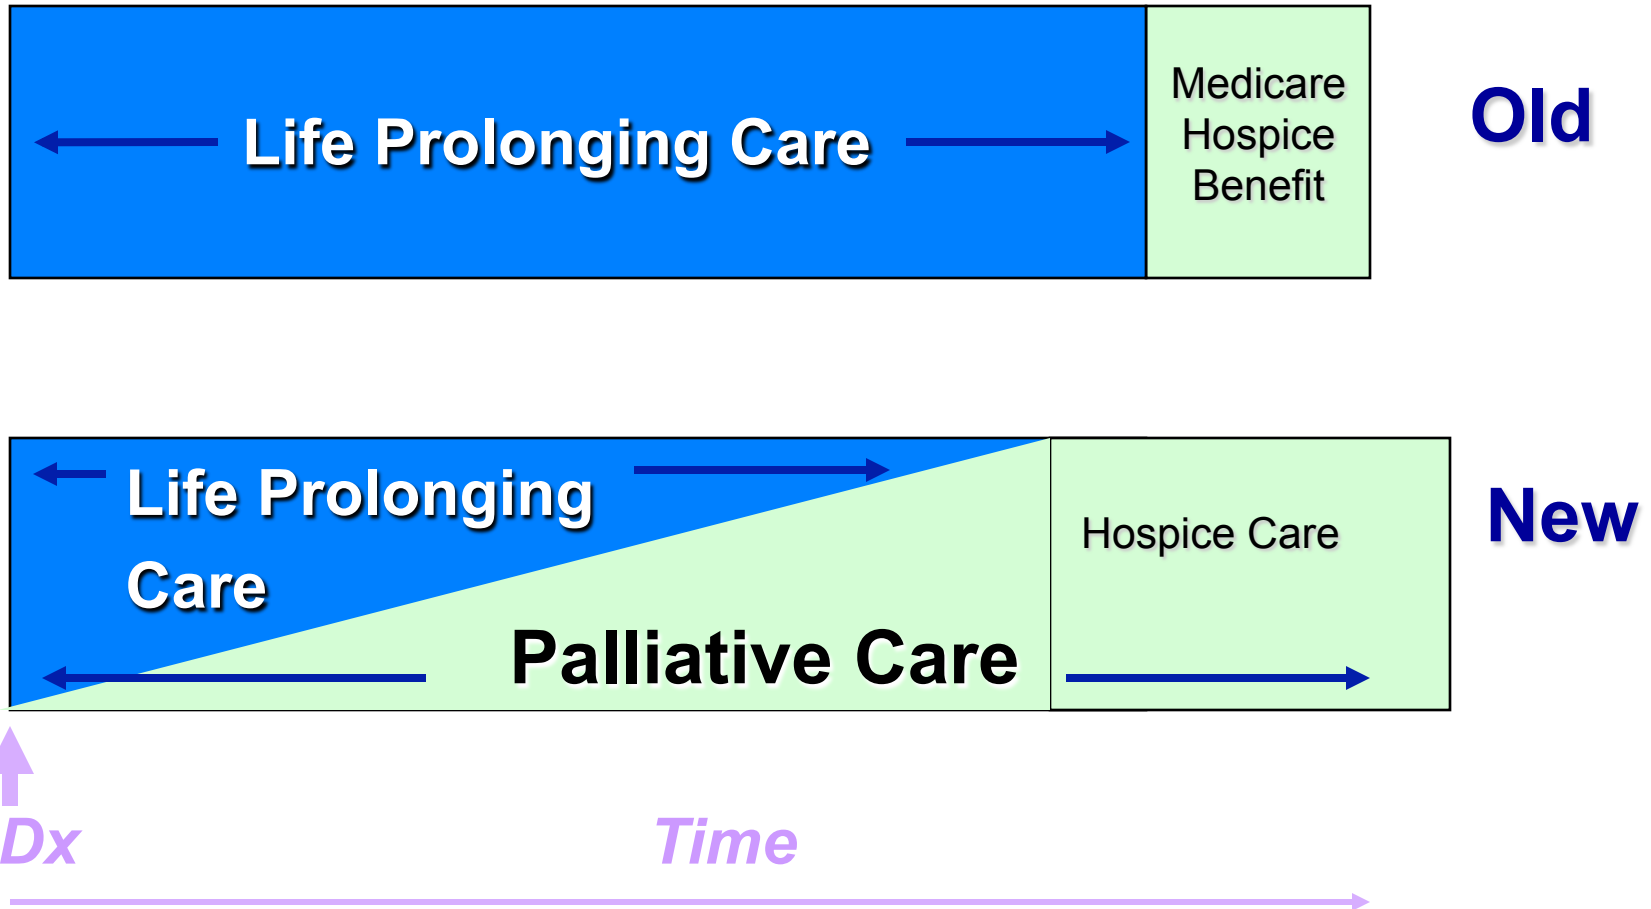 Life Prolonging Care
Medicare
Hospice
Benefit
Old
Life Prolonging
Care
Palliative Care
Hospice Care
New
Dx
Time